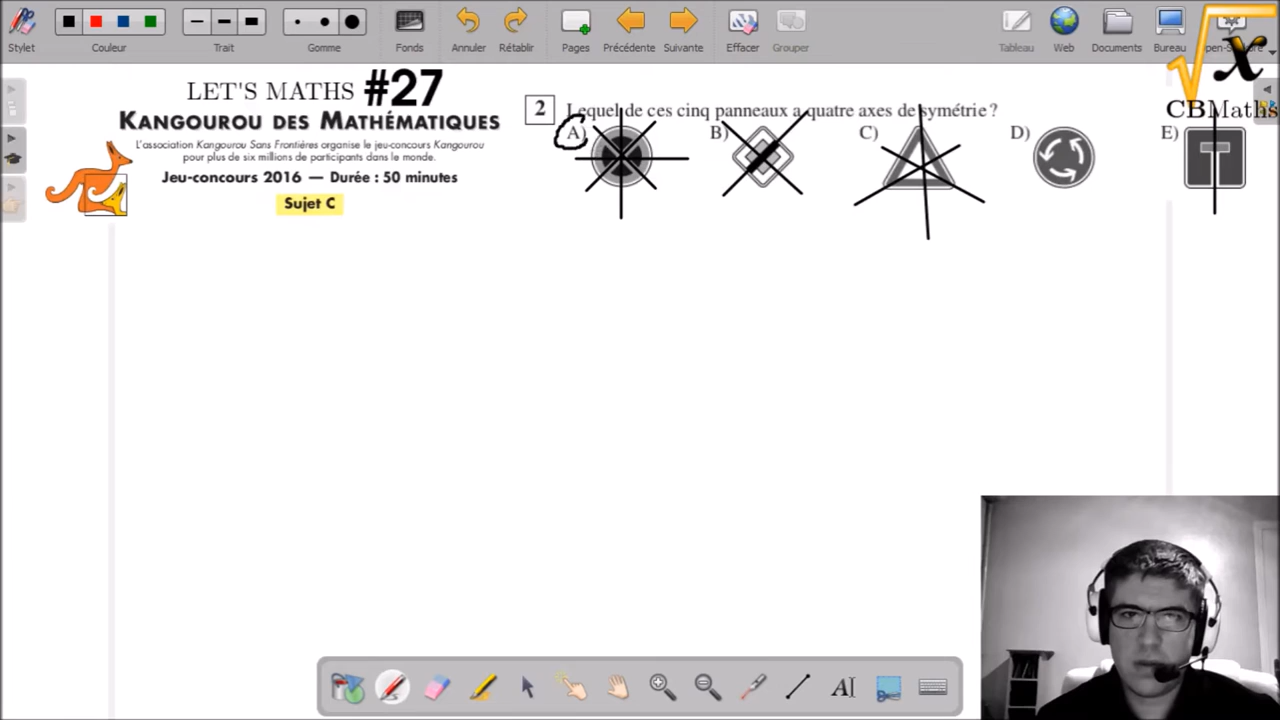 Stylet
Couleur
Trait
Gomme
Fonds
Annuler
Rétablir
Pages
Précédente
Suivante
Effacer
Grouper
Tableau
Web
Documents
Bureau
LET'S MATHS #27
KANGOUROU DES MATHÉMATIQUES
L'association Kangourou Sans Frontières organise le jeu-concours Kangourou
pour plus de six millions de participants dans le monde.
Jeu-concours 2016 — Durée : 50 minutes
Sujet C
2 Lequel de ces cinq panneaux a quatre axes de symétrie ?
A) B) C) D) E)
√x
CBMaths
AI